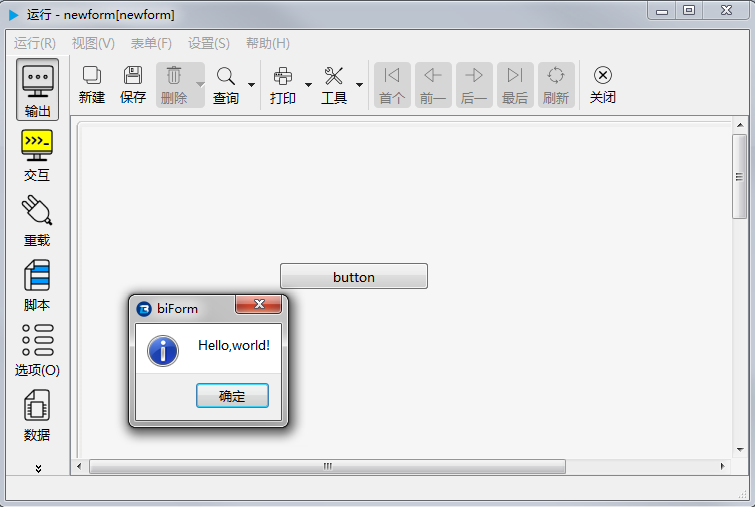 运行 - newform[newform]
运行(R) 视图(V) 表单(F) 设置(S) 帮助(H)
新建 保存 删除 查询 打印 工具 首个 前一 后一 最后 刷新 关闭
输出
交互
重载
脚本
选项(O)
数据
button
biForm
Hello,world!
确定